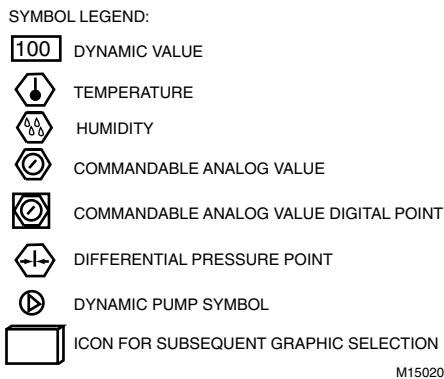 SYMBOL LEGEND:
100 DYNAMIC VALUE
TEMPERATURE
HUMIDITY
COMMANDABLE ANALOG VALUE
COMMANDABLE ANALOG VALUE DIGITAL POINT
DIFFERENTIAL PRESSURE POINT
DYNAMIC PUMP SYMBOL
ICON FOR SUBSEQUENT GRAPHIC SELECTION
M15020